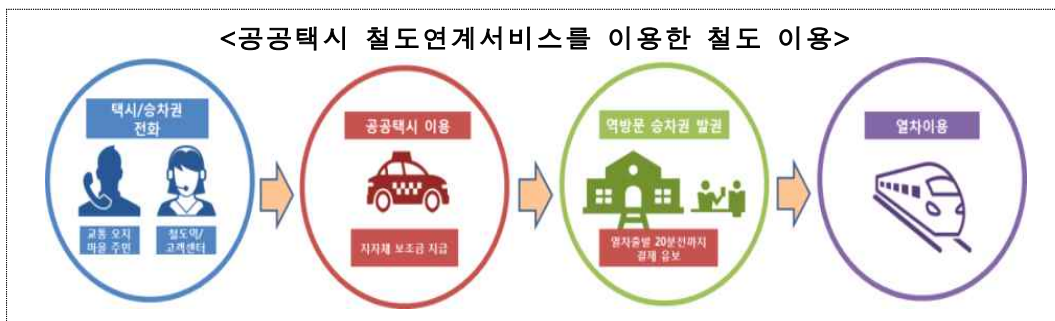 <공공택시 철도연계서비스를 이용한 철도 이용>
택시/승차권
전화
교통 오지
마을 주민
철도역/
고객센터
공공택시 이용
지자체 보조금 지급
역방문 승차권 발권
열차출발 20분전까지
결제 유보
열차이용